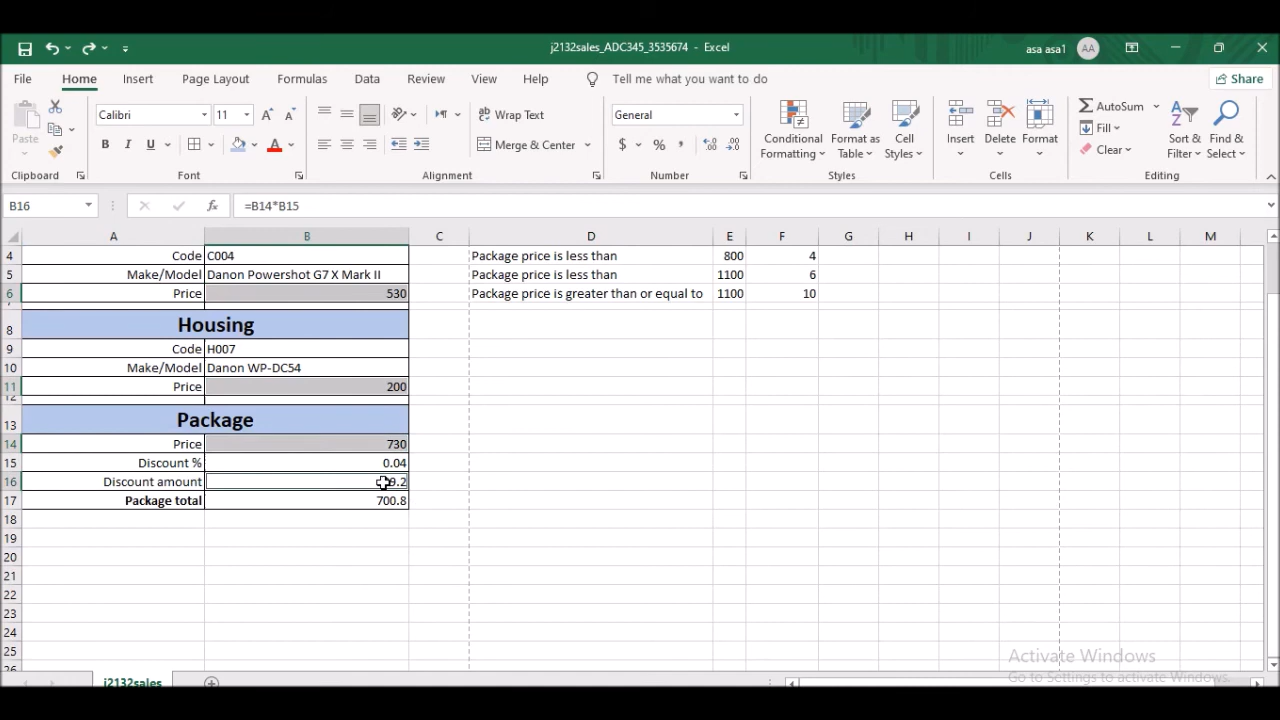 j2132sales_ADC345_3535674 - Excel
asa asa1
AA
File Home Insert Page Layout Formulas Data Review View Help Tell me what you want to do Share
Paste
Calibri 11
Wrap Text
General
Conditional Formatting
Format as Table
Cell Styles
Insert
Delete
Format
AutoSum
Sort & Filter
Find & Select
B I U
Merge & Center
$ % ,
Fill
Clear
Clipboard Font Alignment Number Styles Cells Editing
B16 fx =B14*B15
A B C D E F G H I J K L M
4 Code C004 Package price is less than 800 4
5 Make/Model Danon Powershot G7 X Mark II Package price is less than 1100 6
6 Price 530 Package price is greater than or equal to 1100 10
7
8 Housing
9 Code H007
10 Make/Model Danon WP-DC54
11 Price 200
12
13 Package
14 Price 730
15 Discount % 0.04
16 Discount amount 9.2
17 Package total 700.8
18
19
20
21
22
23
24
25
26
Activate Windows
Go to Settings to activate Windows.
j2132sales